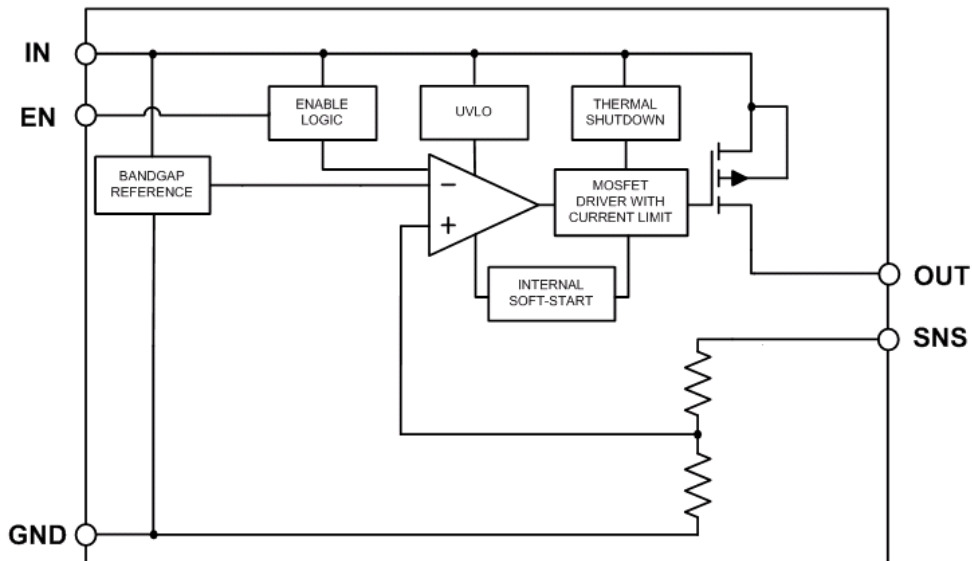 IN
EN
ENABLE
LOGIC
UVLO
THERMAL
SHUTDOWN
BANDGAP
REFERENCE
−
+
MOSFET
DRIVER WITH
CURRENT LIMIT
INTERNAL
SOFT-START
OUT
SNS
GND